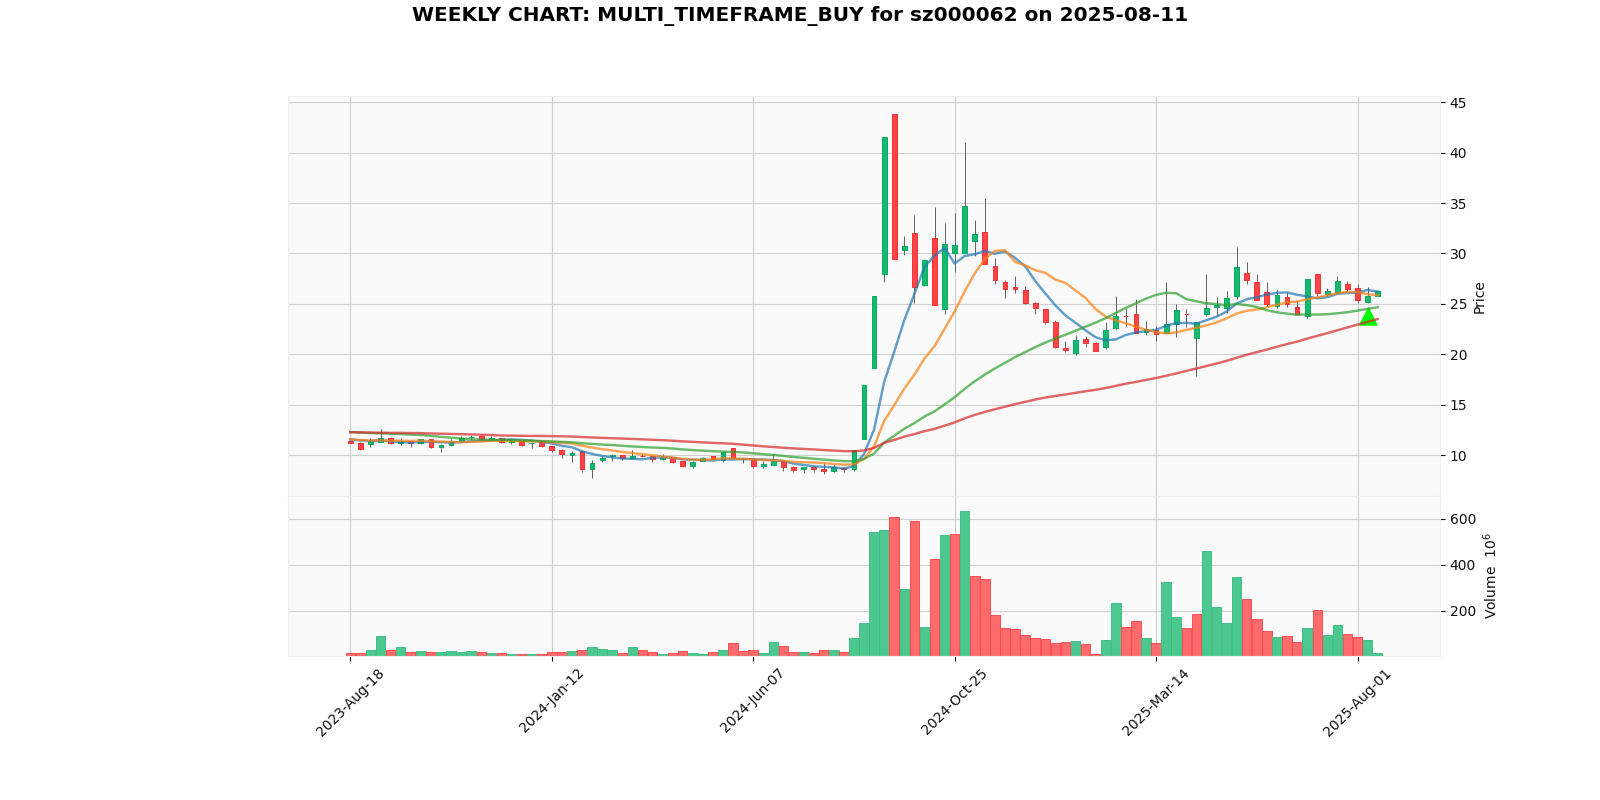 WEEKLY CHART: MULTI_TIMEFRAME_BUY for sz000062 on 2025-08-11
45
40
35
30
25
20
15
10
Price
600
400
200
Volume 10^6
2023-Aug-18
2024-Jan-12
2024-Jun-07
2024-Oct-25
2025-Mar-14
2025-Aug-01